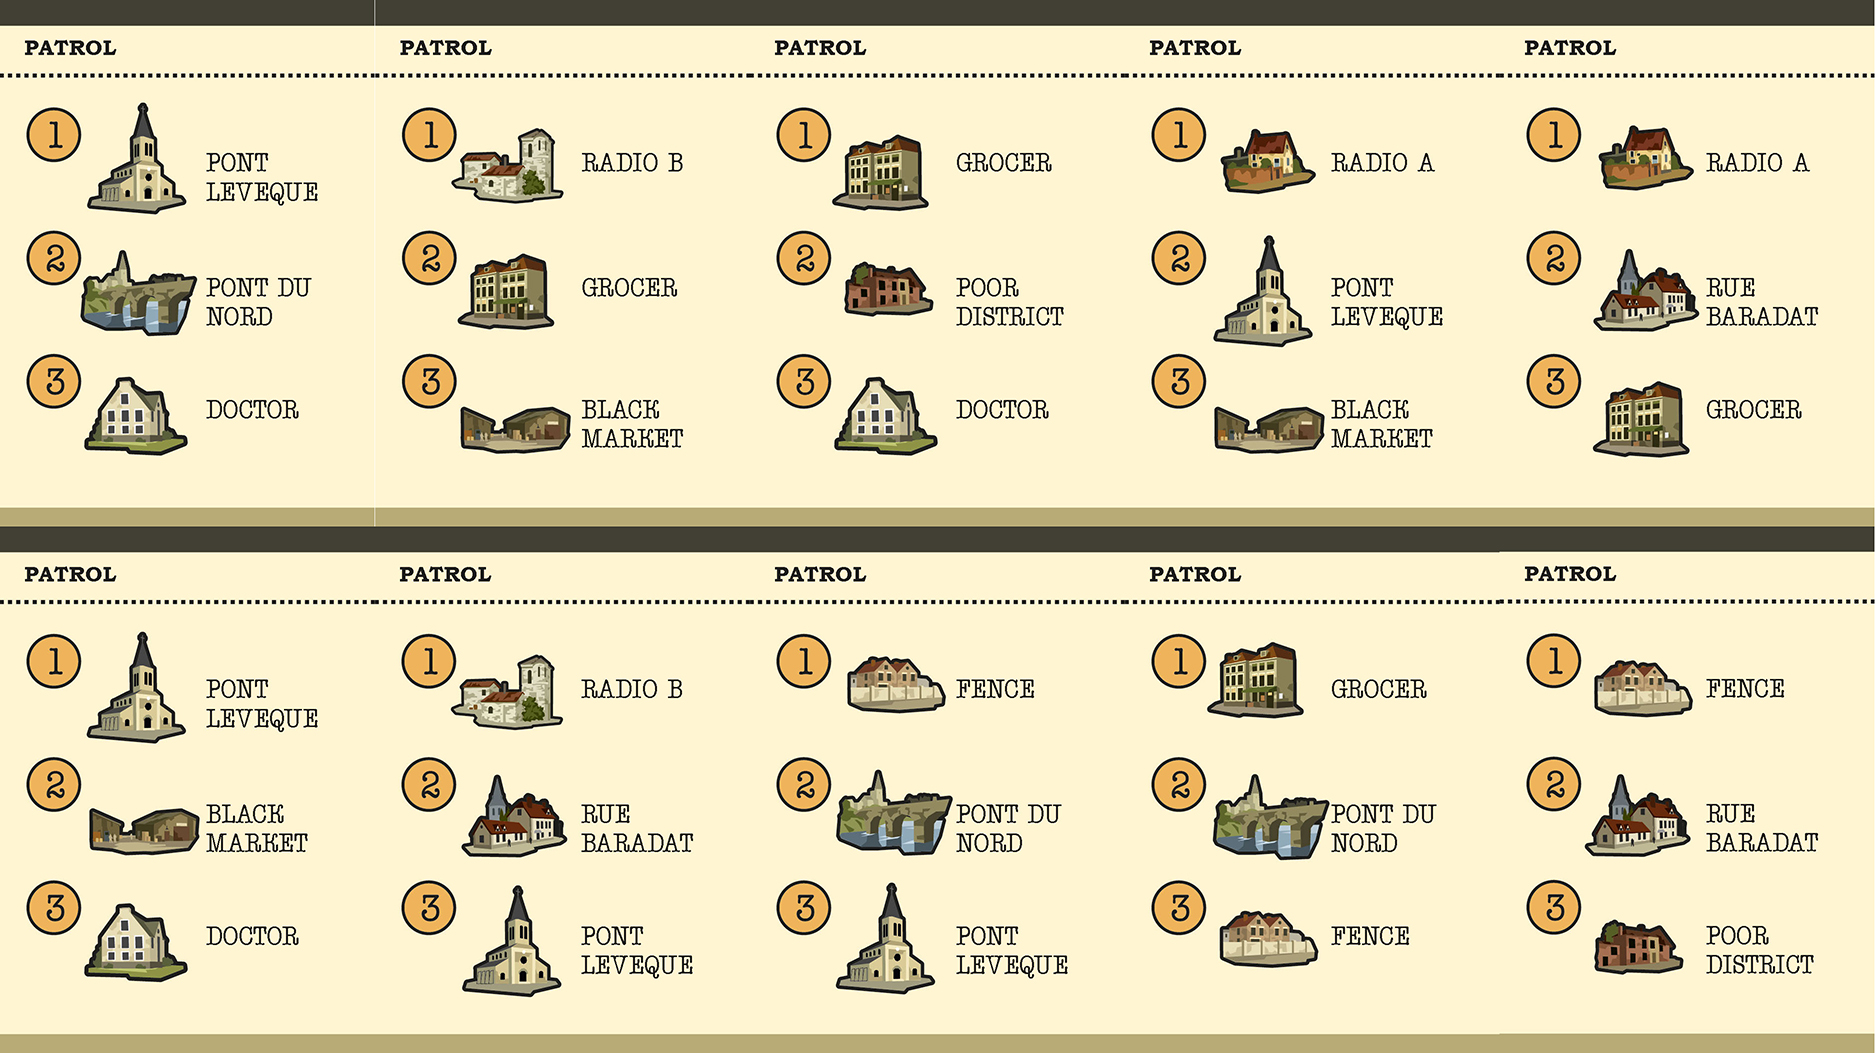 PATROL
1
PONT
LEVEQUE
2
PONT DU
NORD
3
DOCTOR
PATROL
1
RADIO B
2
GROCER
3
BLACK
MARKET
PATROL
1
GROCER
2
POOR
DISTRICT
3
DOCTOR
PATROL
1
RADIO A
2
PONT
LEVEQUE
3
BLACK
MARKET
PATROL
1
RADIO A
2
RUE
BARADAT
3
GROCER
PATROL
1
PONT
LEVEQUE
2
BLACK
MARKET
3
DOCTOR
PATROL
1
RADIO B
2
RUE
BARADAT
3
PONT
LEVEQUE
PATROL
1
FENCE
2
PONT DU
NORD
3
PONT
LEVEQUE
PATROL
1
GROCER
2
PONT DU
NORD
3
FENCE
PATROL
1
FENCE
2
RUE
BARADAT
3
POOR
DISTRICT